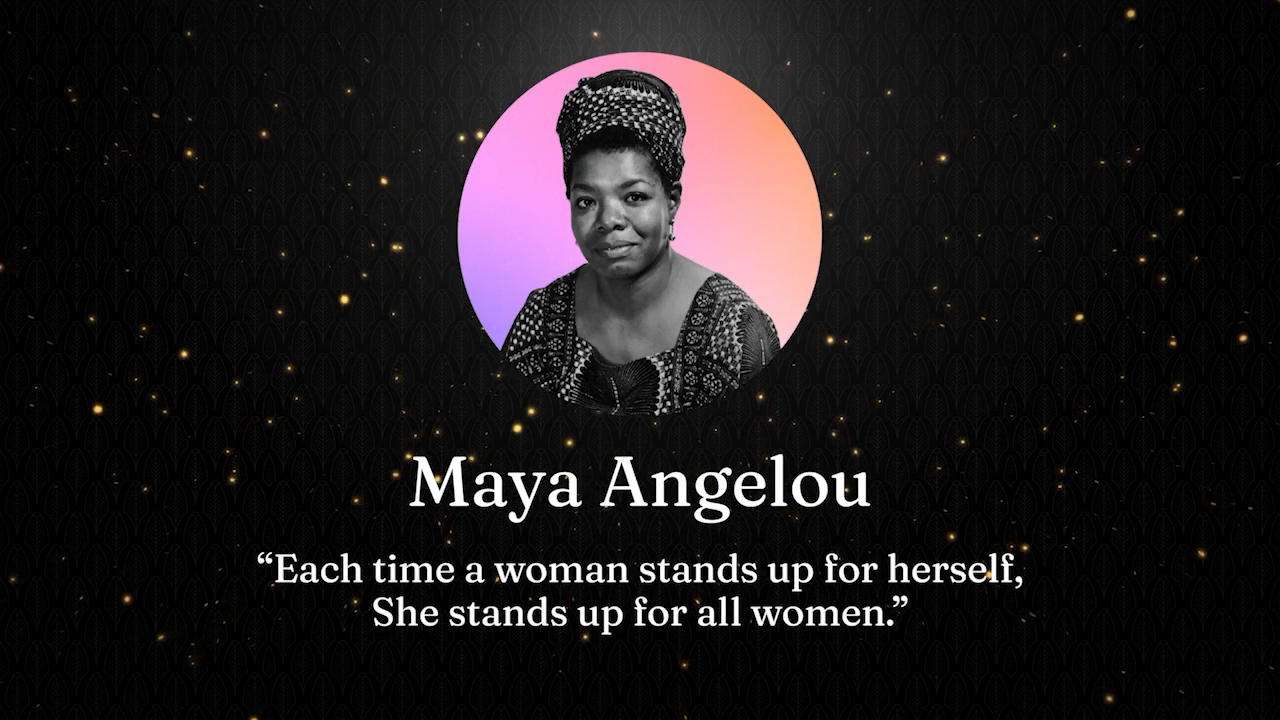 Maya Angelou
“Each time a woman stands up for herself,
She stands up for all women.”